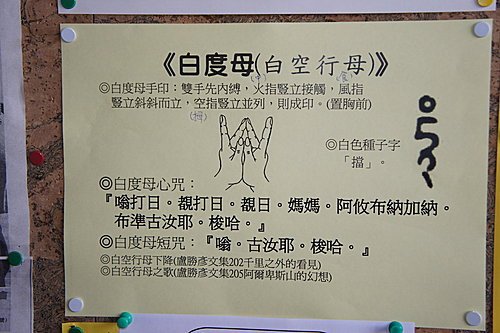 《白度母(白空行母)》
◎白度母手印：雙手先內縛，火指豎立接觸，風指
豎立斜斜而立，空指豎立並列，則成印。(置胸前)
(拇)
◎白色種子字
「擋」。
◎白度母心咒：
『嗡打日。覩打日。覩日。媽媽。阿攸布納加納。
布準古汝耶。梭哈。』
◎白度母短咒：『嗡。古汝耶。梭哈。』
◎白空行母下降(盧勝彥文集202千里之外的看見)
◎白空行母之歌(盧勝彥文集205阿爾卑斯山的幻想)